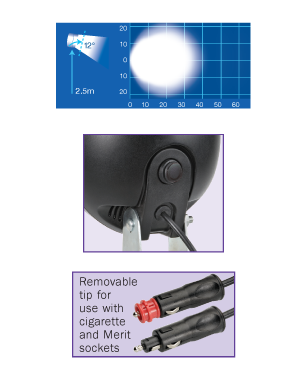 20
10
0
10
20
12°
2.5m
0 10 20 30 40 50 60
Removable
tip for
use with
cigarette
and Merit
sockets